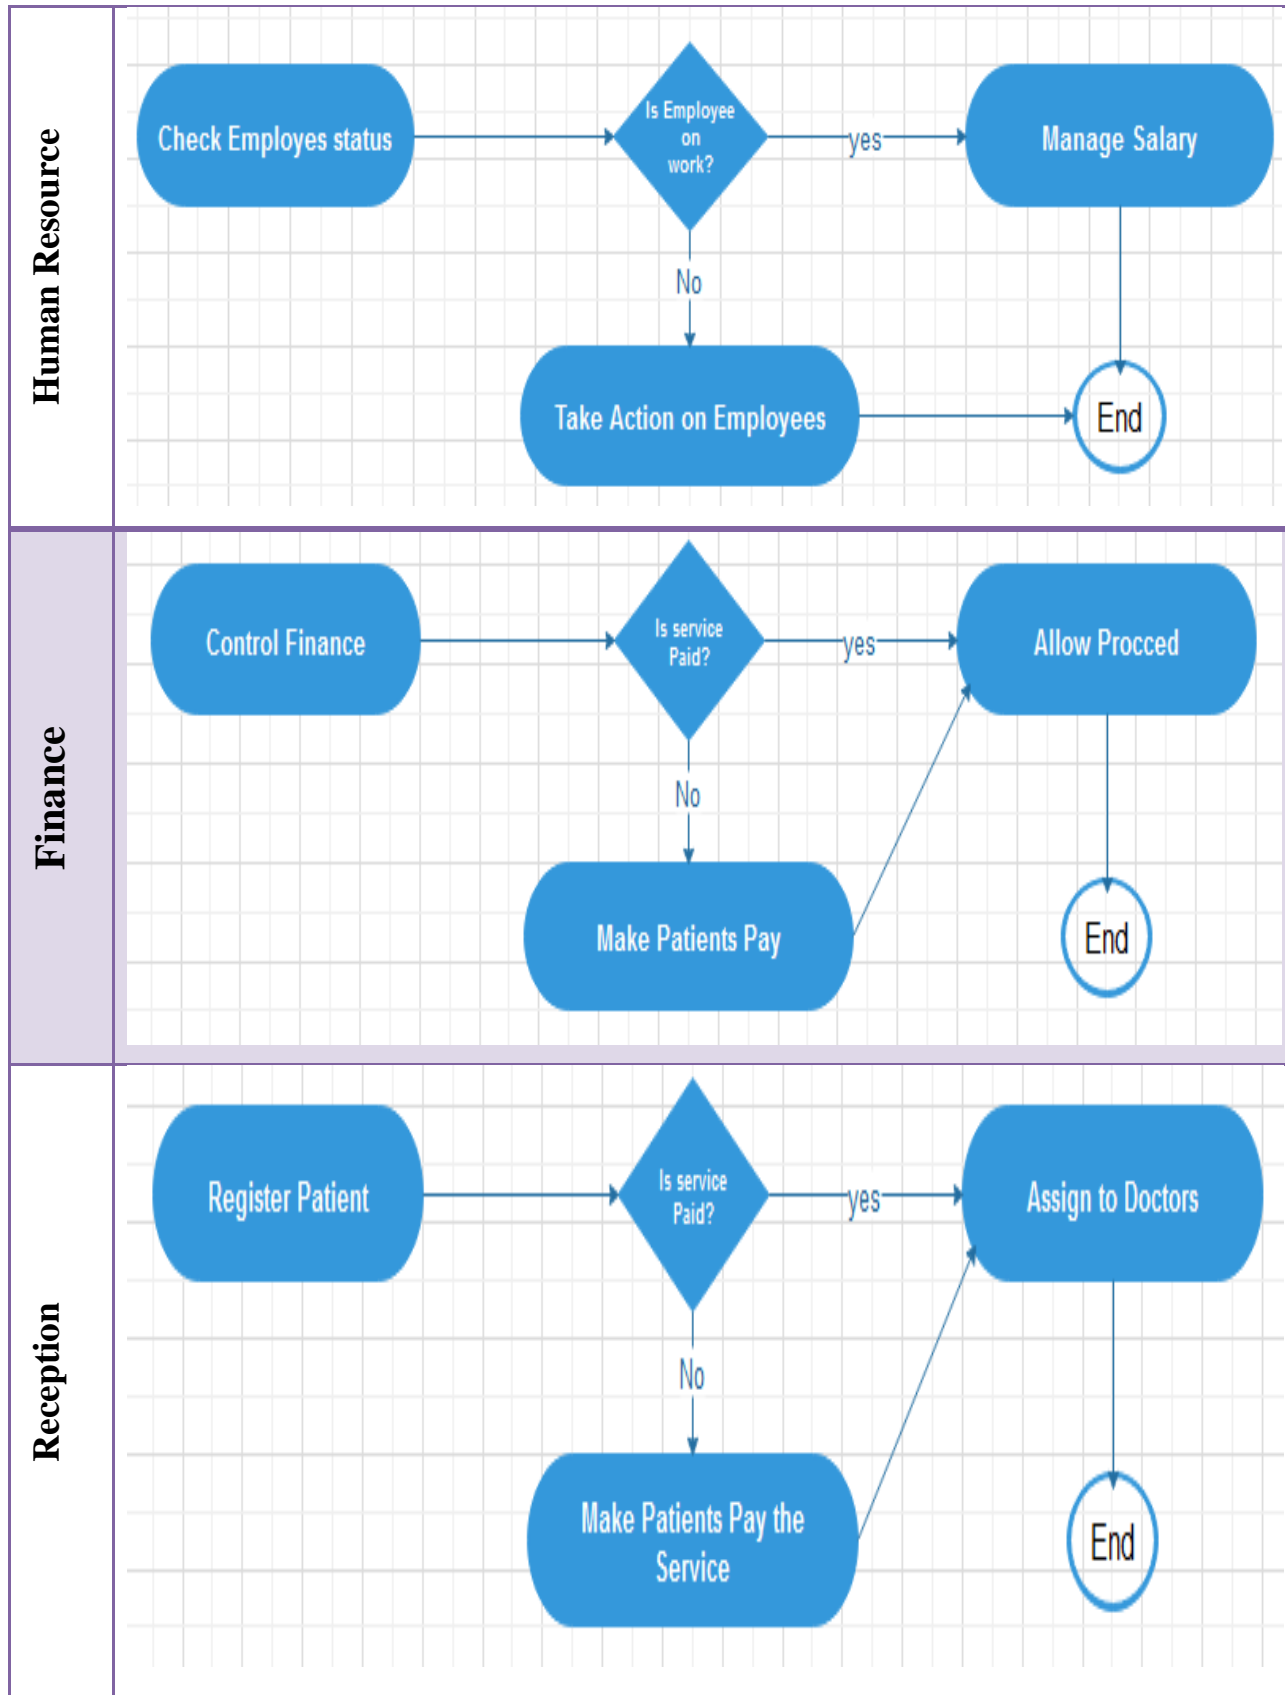 Human Resource
Check Employes status
Is Employee
on
work?
yes
Manage Salary
No
Take Action on Employees
End
Finance
Control Finance
Is service
Paid?
yes
Allow Procced
No
Make Patients Pay
End
Reception
Register Patient
Is service
Paid?
yes
Assign to Doctors
No
Make Patients Pay the
Service
End